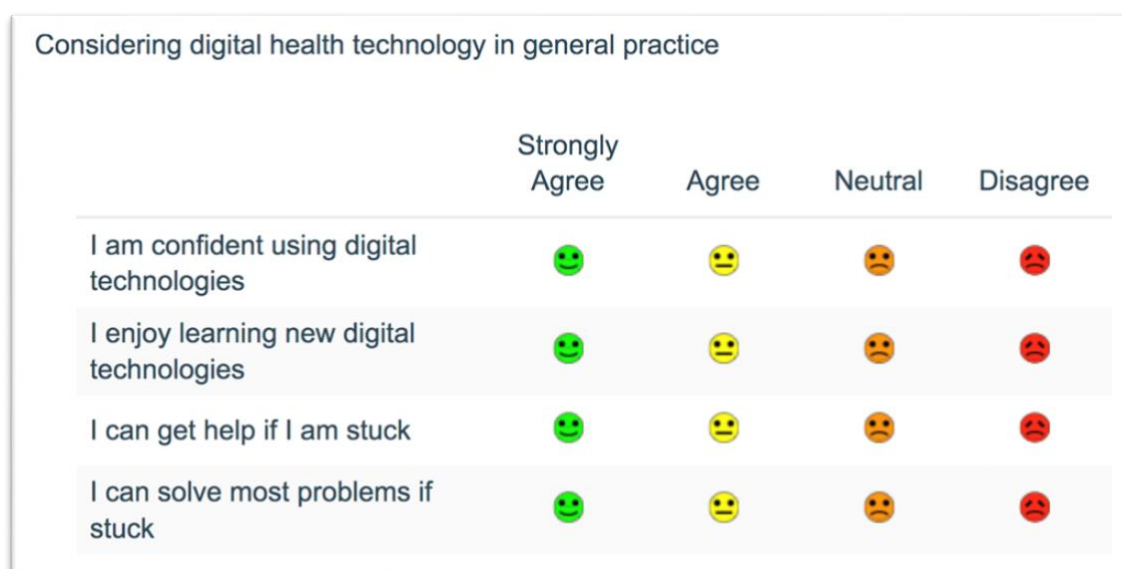 Considering digital health technology in general practice
Strongly
Agree
Agree
Neutral
Disagree
I am confident using digital
technologies
I enjoy learning new digital
technologies
I can get help if I am stuck
I can solve most problems if
stuck